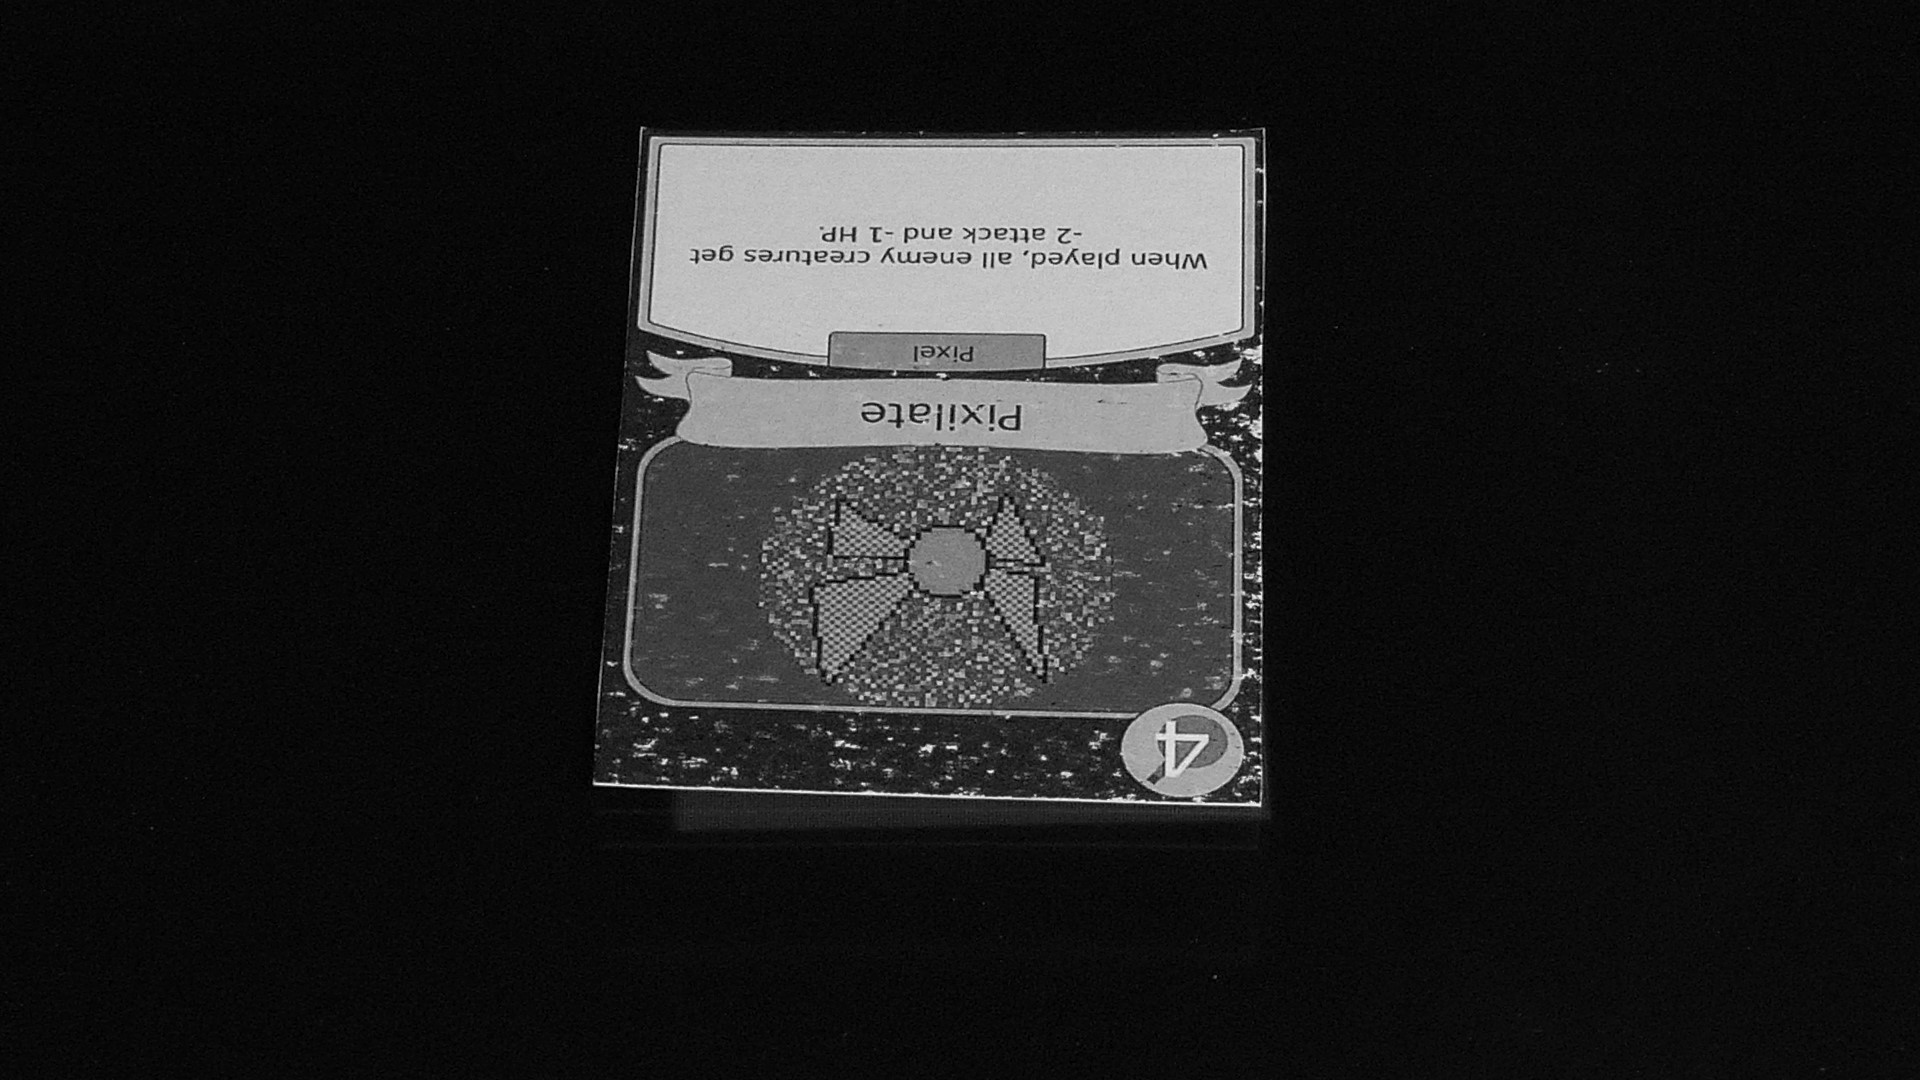 4
Pixilate
Pixel
When played, all enemy creatures get
-2 attack and -1 HP.